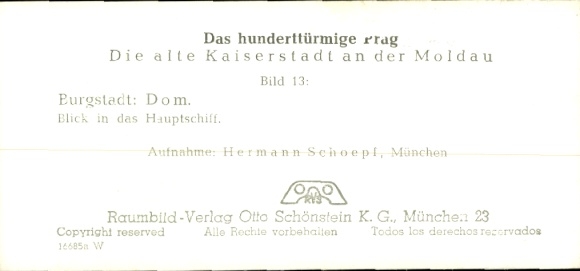 Das hunderttürmige Prag
Die alte Kaiserstadt an der Moldau
Bild 13:
Burgstadt: Dom.
Blick in das Hauptschiff.
Aufnahme: Hermann Schoepf, München
RVS
Raumbild-Verlag Otto Schönstein K. G., München 23
Copyright reserved Alle Rechte vorbehalten Todos los derechos reservados
16685a W